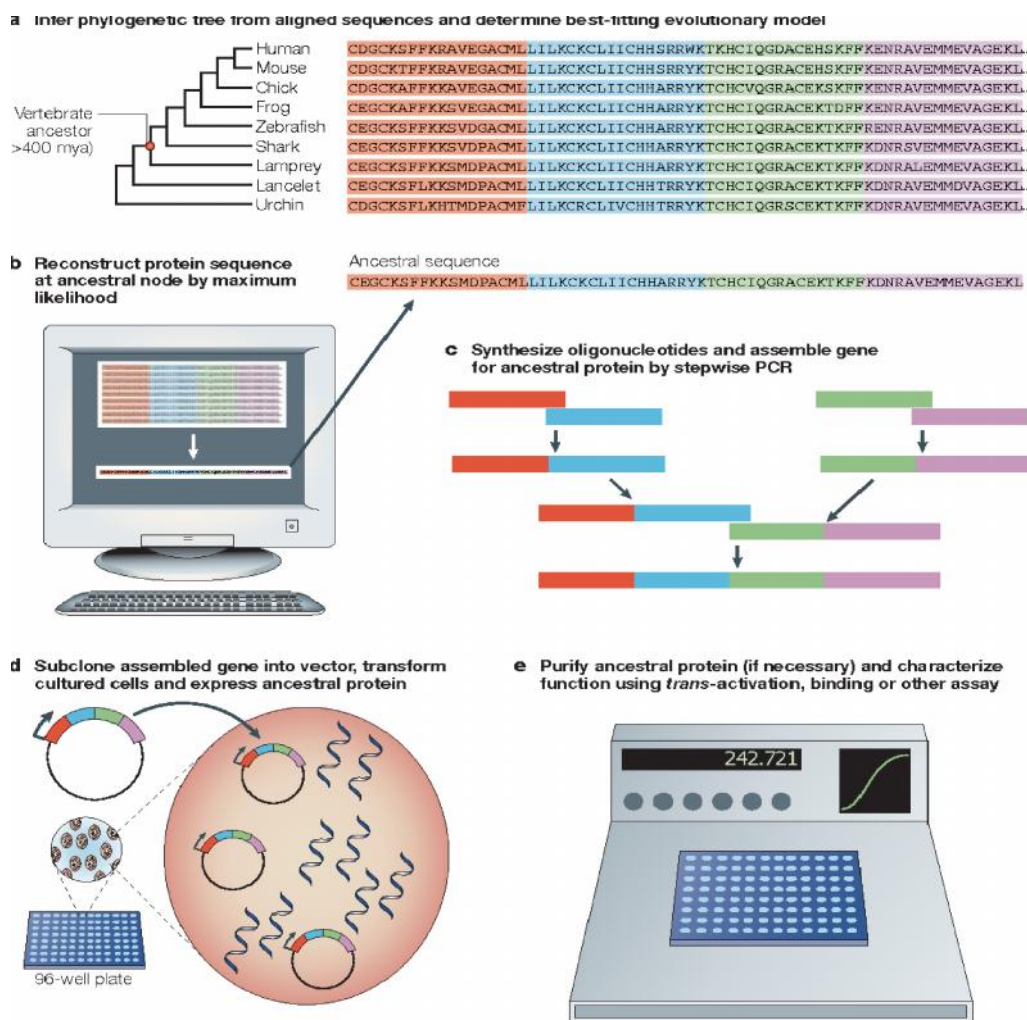 a Infer phylogenetic tree from aligned sequences and determine best-fitting evolutionary model
Human CDGCKSFFKRAVEGACMLLILKCKCLIICHHSRRWKTKHCIQGDACEHSKFFKENRAVEMMEVAGEKL..
Mouse CDGCKTFFKRAVEGACMLLILKCKCLIICHHSRRYKTCHCIQGRACEHSKFFKENRAVEMMEVAGEKL..
Chick CDGCKAFFKKAVEGACMLLILKCKCLIICHHARRYKTCHCVQGRACEKSKFFKENRAVEMMEVAGEKL..
Frog CEGCKAFFKKSVEGACMLLILKCKCLIICHHARRYKTCHCIQGRACEKTDFFKENRAVEMMEVAGEKL..
Zebrafish CEGCKSFFKKSVDGACMLLILKCKCLIICHHARRYKTCHCIQGRACEKTKFFRENRAVEMMEVAGEKL..
Shark CEGCKSFFKKSVDPACMLLILKCKCLIICHHARRYKTCHCIQGRACEKTKFFKDNRSVEMMEVAGEKL..
Lamprey CEGCKSFFKKSMDPACMLLILKCKCLIICHHARRYKTCHCIQGRACEKTKFFKDNRALEMMEVAGEKL..
Lancelet CEGCKSFLKKSMDPACMLLILKCKCLIICHHTRRYKTCHCIQGRACEKTKFFKDNRAVEMMDVAGEKL..
Urchin CDGCKSFLKHTMDPACMFLILKCRCLIVCHHTRRYKTCHCIQGRSCEKTKFFKDNRAVEMMEVAGEKL..
Vertebrate
ancestor
>400 mya)
b Reconstruct protein sequence
at ancestral node by maximum
likelihood
Ancestral sequence
CEGCKSFFKKSMDPACMLLILKCKCLIICHHARRYKTCHCIQGRACEKTKFFKDNRAVEMMEVAGEKL
c Synthesize oligonucleotides and assemble gene
for ancestral protein by stepwise PCR
d Subclone assembled gene into vector, transform
cultured cells and express ancestral protein
96-well plate
e Purify ancestral protein (if necessary) and characterize
function using trans-activation, binding or other assay
242.721